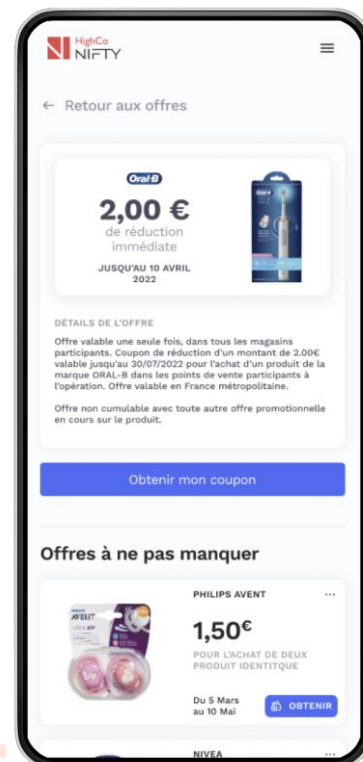 HighCo
NIFTY
← Retour aux offres
Oral-B
2,00 €
de réduction
immédiate
JUSQU'AU 10 AVRIL
2022
Oral-B
DÉTAILS DE L'OFFRE
Offre valable une seule fois, dans tous les magasins
participants. Coupon de réduction d'un montant de 2.00€
valable jusqu'au 30/07/2022 pour l'achat d'un produit de la
marque ORAL-B dans les points de vente participants à
l'opération. Offre valable en France métropolitaine.
Offre non cumulable avec toute autre offre promotionnelle
en cours sur le produit.
Obtenir mon coupon
Offres à ne pas manquer
PHILIPS AVENT
...
PHILIPS
AVENT
ultra air
1,50€
POUR L'ACHAT DE DEUX
PRODUIT IDENTITQUE
Du 5 Mars
au 10 Mai
OBTENIR
NIVEA
...